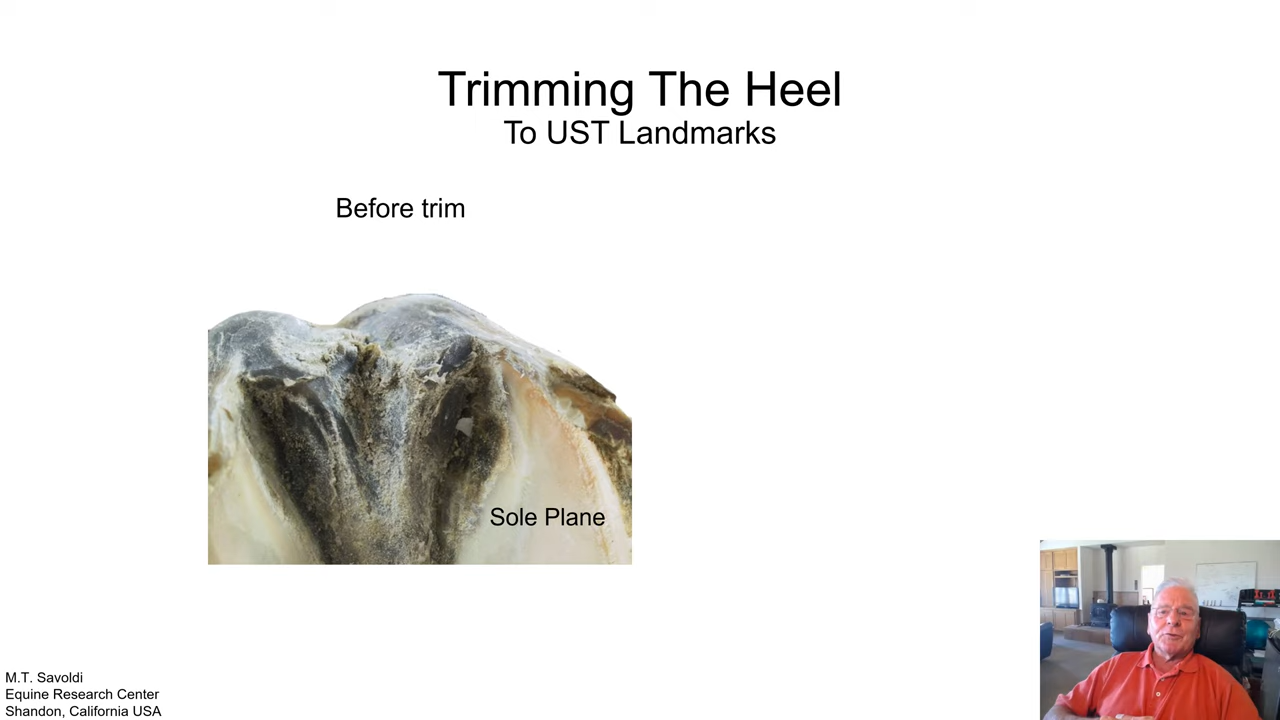 Trimming The Heel
To UST Landmarks
Before trim
Sole Plane
M.T. Savoldi
Equine Research Center
Shandon, California USA